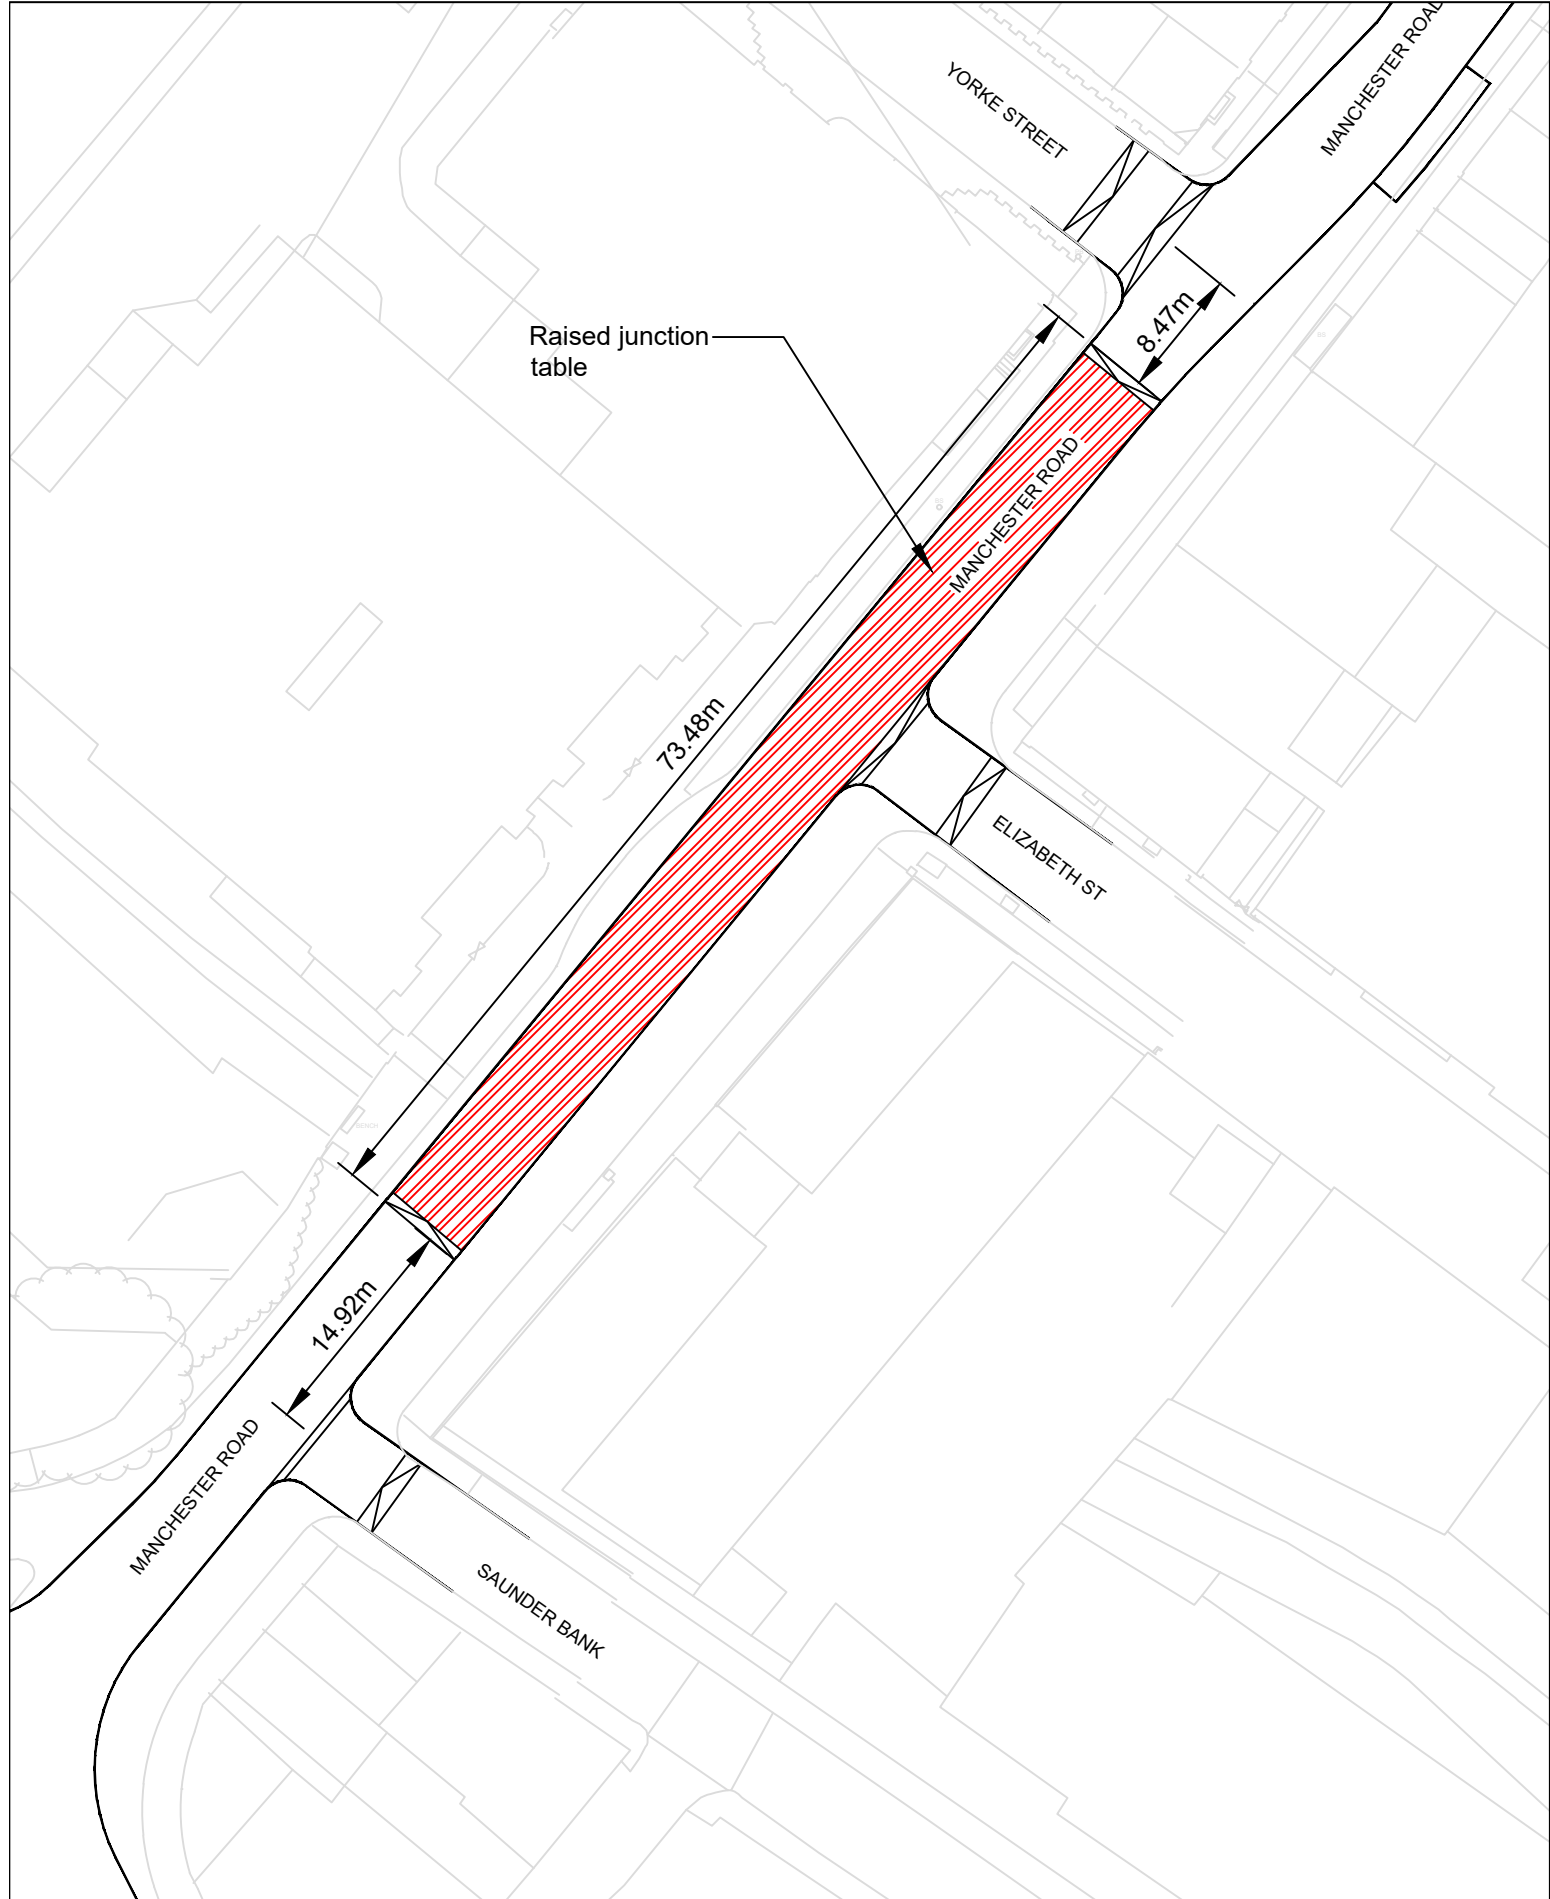 MANCHESTER ROAD
YORKE STREET
8.47m
Raised junction
table
MANCHESTER ROAD
73.48m
ELIZABETH ST
BENCH
14.92m
MANCHESTER ROAD
SAUNDER BANK